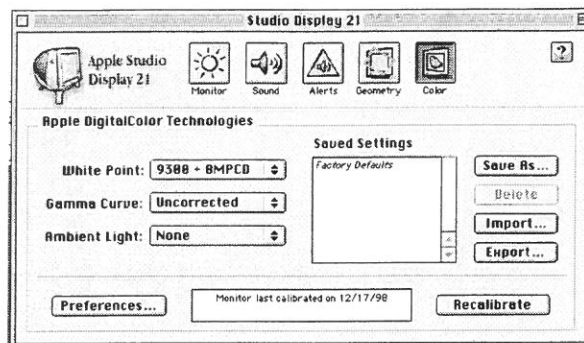 Studio Display 21
Apple Studio
Display 21
Monitor
Sound
Alerts
Geometry
Color
?
Apple DigitalColor Technologies
Saved Settings
White Point: 9300 + 8MPCD
Factory Defaults
Save As...
Gamma Curve: Uncorrected
Delete
Import...
Ambient Light: None
Export...
Preferences...
Monitor last calibrated on 12/17/98
Recalibrate